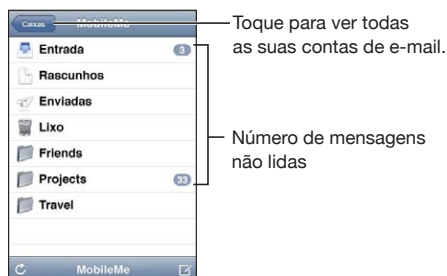 Caixas
MobileMe
Toque para ver todas
as suas contas de e-mail.
Entrada 3
Rascunhos
Enviadas
Lixo
Friends
Projects 33
Travel
Número de mensagens
não lidas
MobileMe